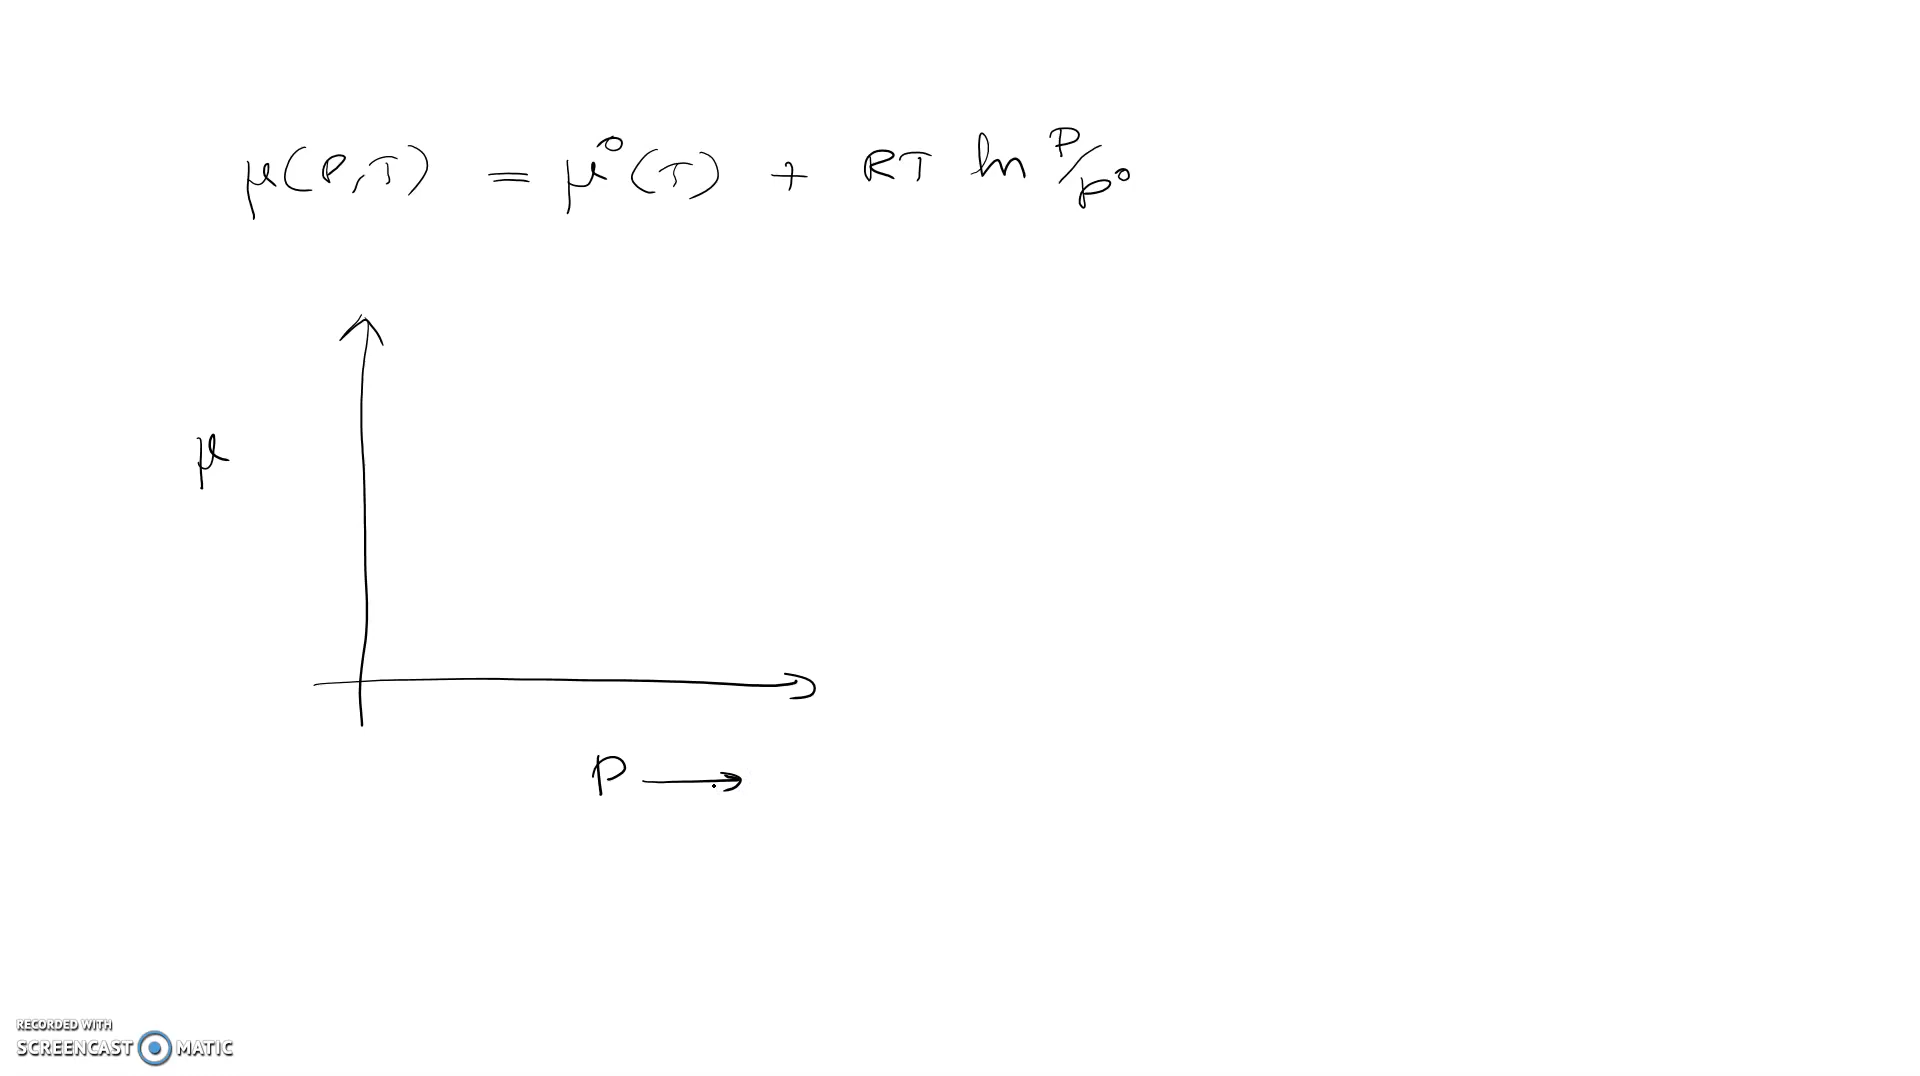 μ(P,T) = μ°(T) + RT ln P/P°
μ
P →
RECORDED WITH
SCREENCAST MATIC